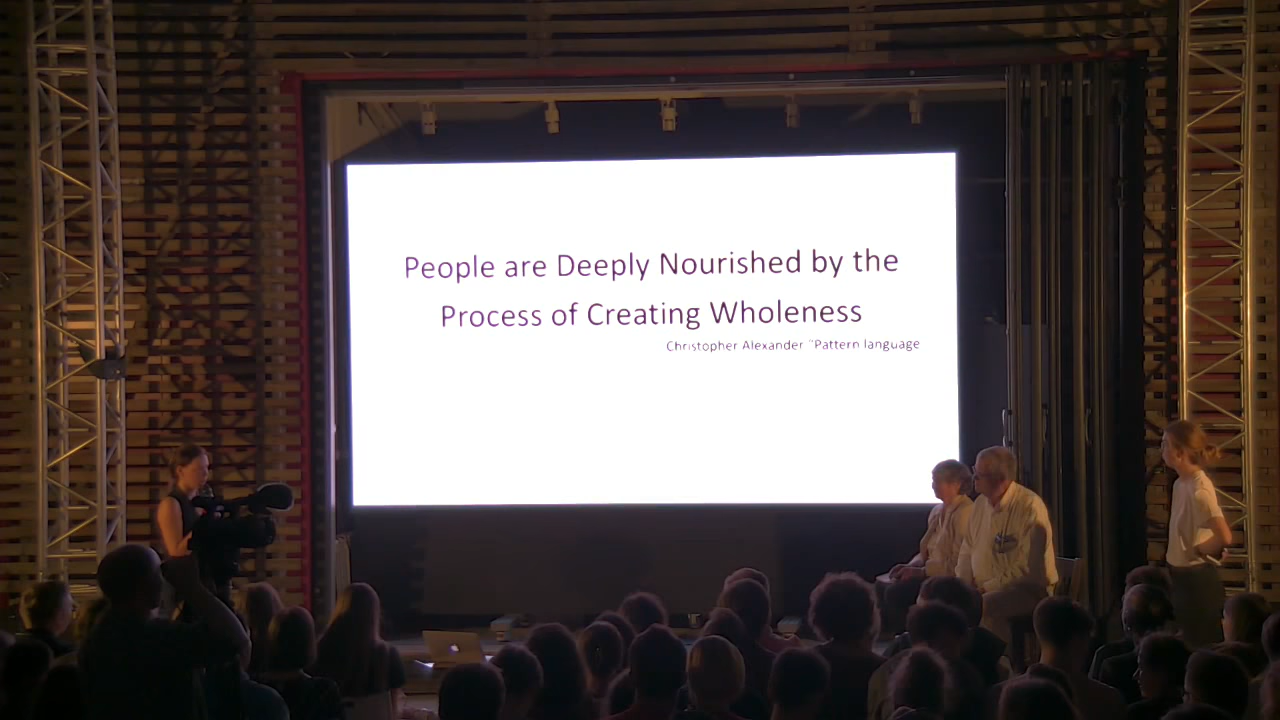 People are Deeply Nourished by the
Process of Creating Wholeness
Christopher Alexander "Pattern language